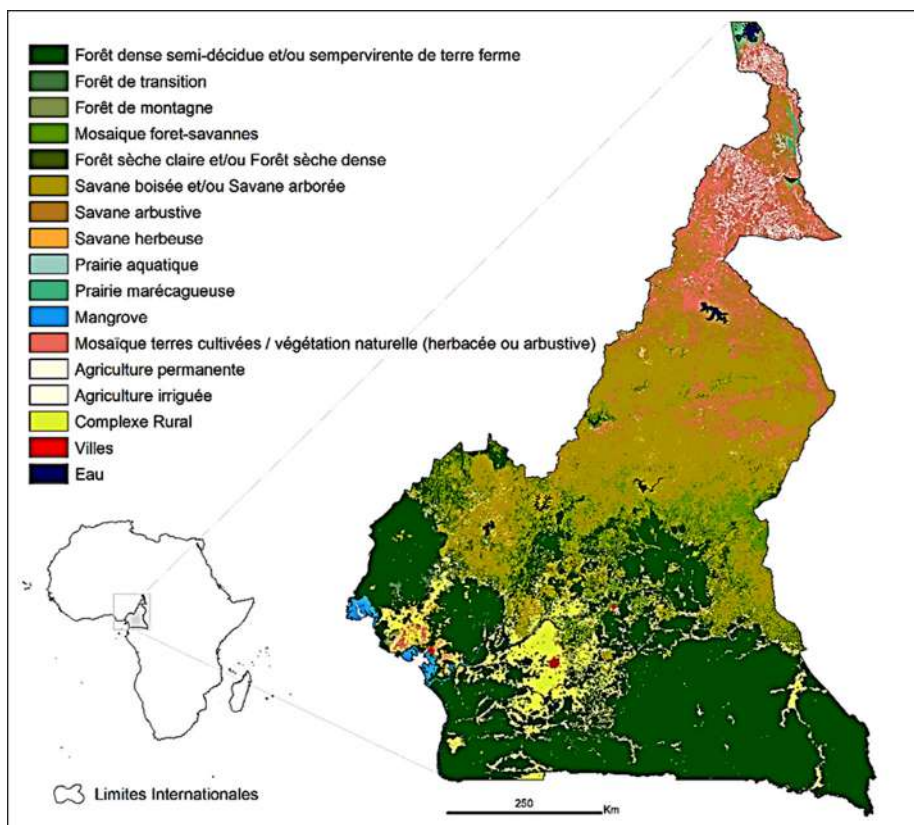 Forêt dense semi-décidue et/ou sempervirente de terre ferme
Forêt de transition
Forêt de montagne
Mosaique foret-savannes
Forêt sèche claire et/ou Forêt sèche dense
Savane boisée et/ou Savane arborée
Savane arbustive
Savane herbeuse
Prairie aquatique
Prairie marécagueuse
Mangrove
Mosaïque terres cultivées / végétation naturelle (herbacée ou arbustive)
Agriculture permanente
Agriculture irriguée
Complexe Rural
Villes
Eau
Limites Internationales
250
Km